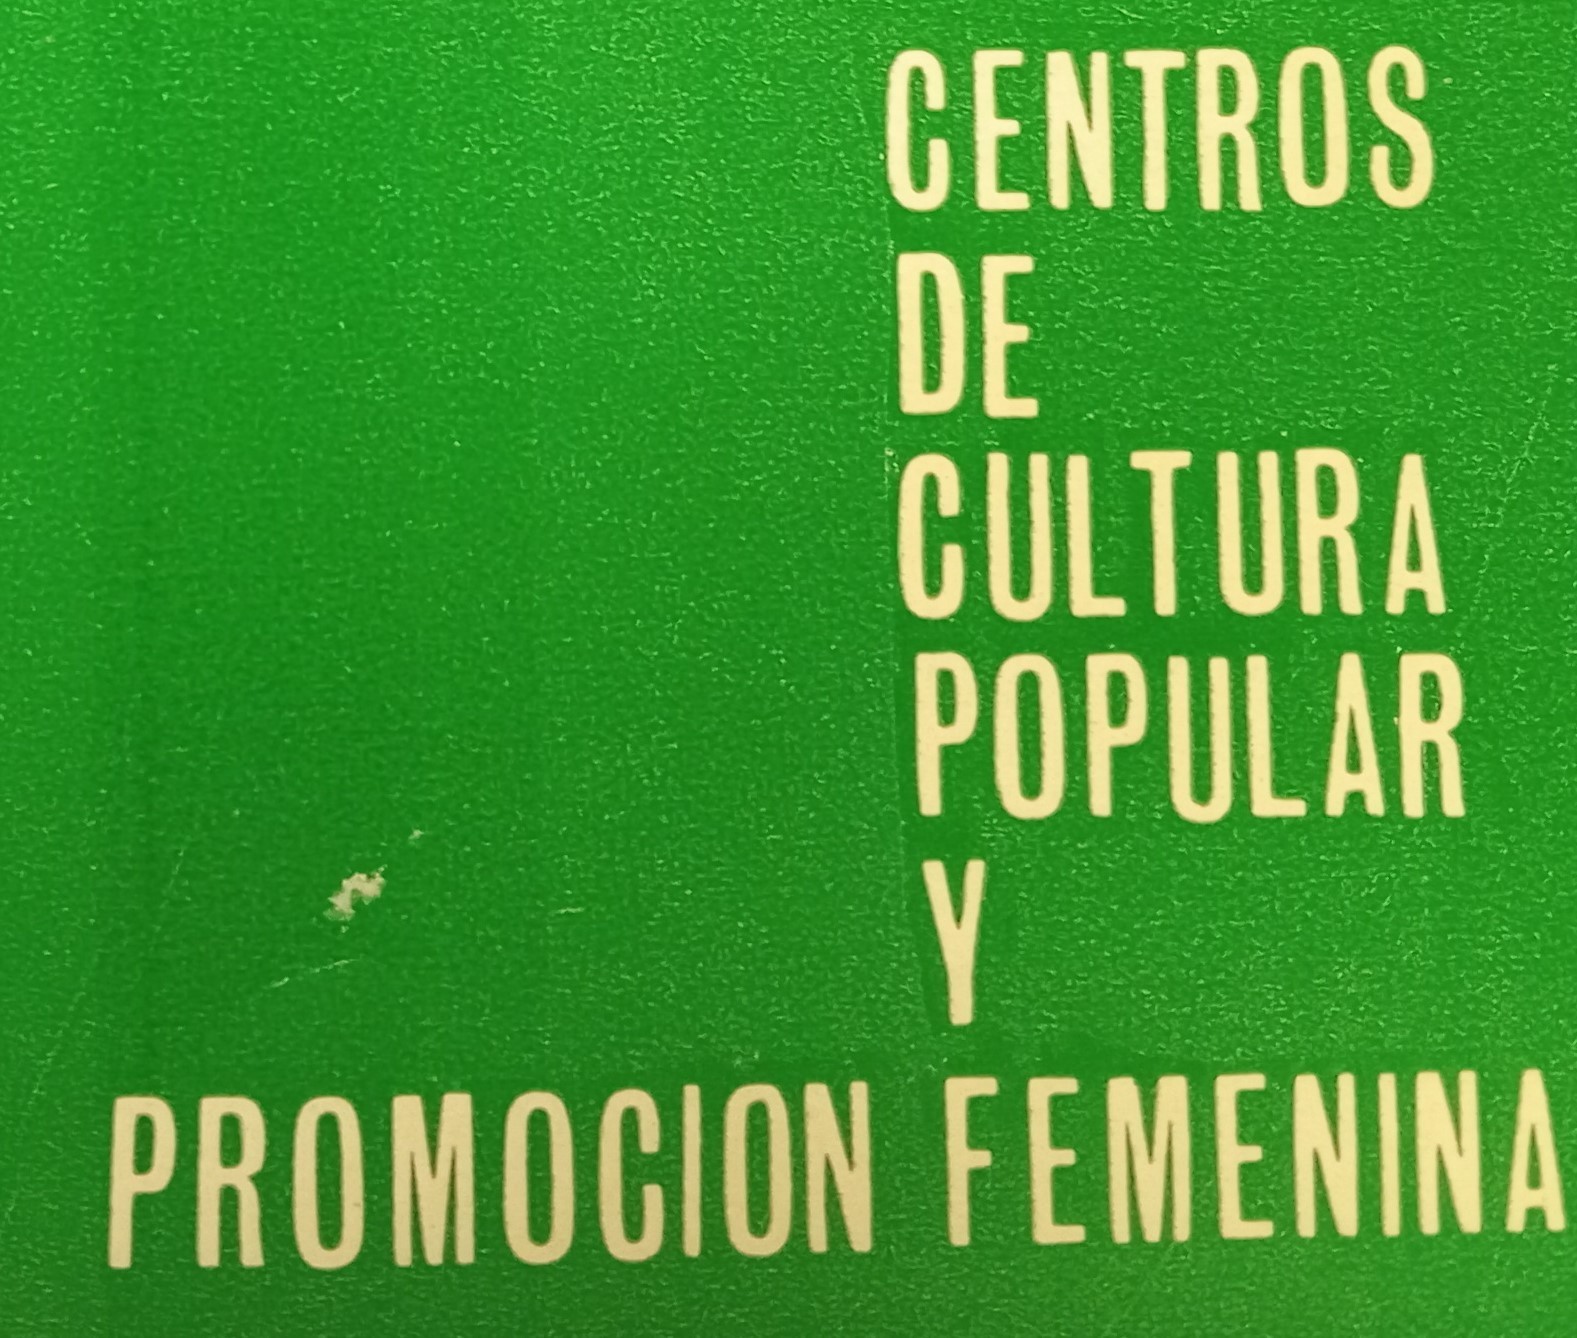 CENTROS
DE
CULTURA
POPULAR
Y
PROMOCION FEMENINA